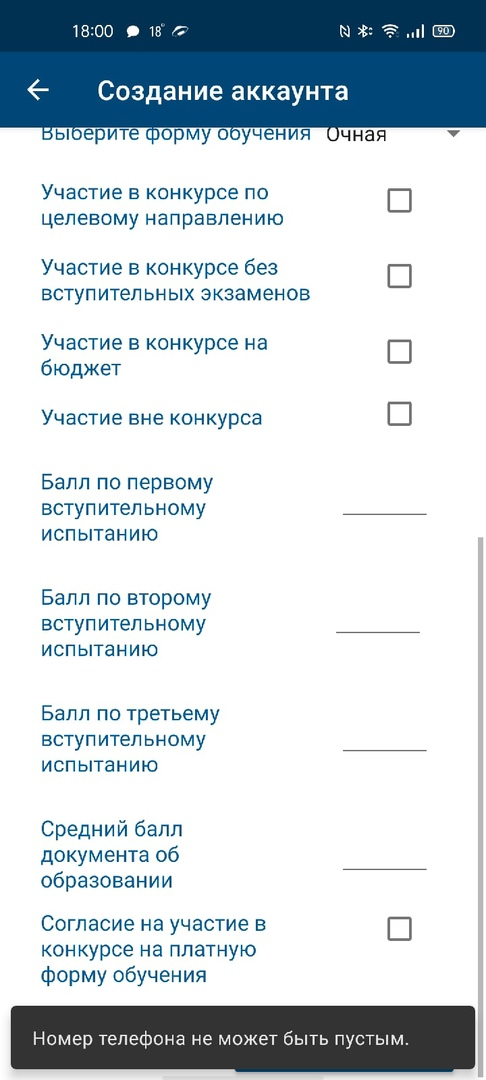 18:00 18°
90
Создание аккаунта
Выберите форму обучения Очная
Участие в конкурсе по
целевому направлению
Участие в конкурсе без
вступительных экзаменов
Участие в конкурсе на
бюджет
Участие вне конкурса
Балл по первому
вступительному
испытанию
Балл по второму
вступительному
испытанию
Балл по третьему
вступительному
испытанию
Средний балл
документа об
образовании
Согласие на участие в
конкурсе на платную
форму обучения
Номер телефона не может быть пустым.